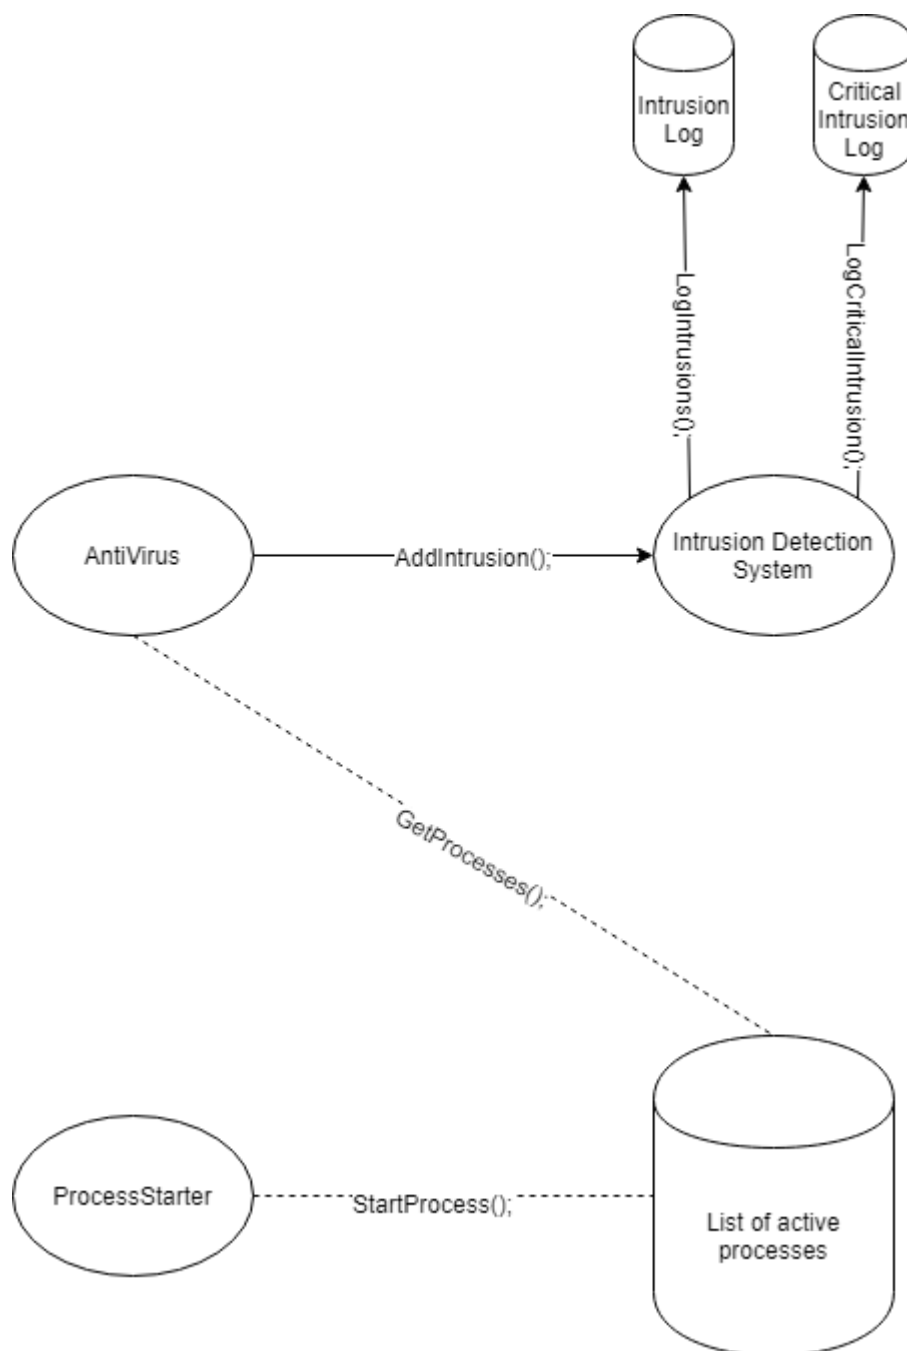 Intrusion
Log
Critical
Intrusion
Log
LogIntrusions();
LogCriticalIntrusion();
AntiVirus
AddIntrusion();
Intrusion Detection
System
GetProcesses();
ProcessStarter
StartProcess();
List of active
processes